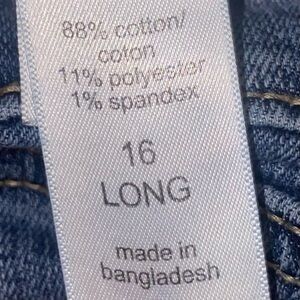 88% cotton/
coton
11% polyester
1% spandex
16
LONG
made in
bangladesh